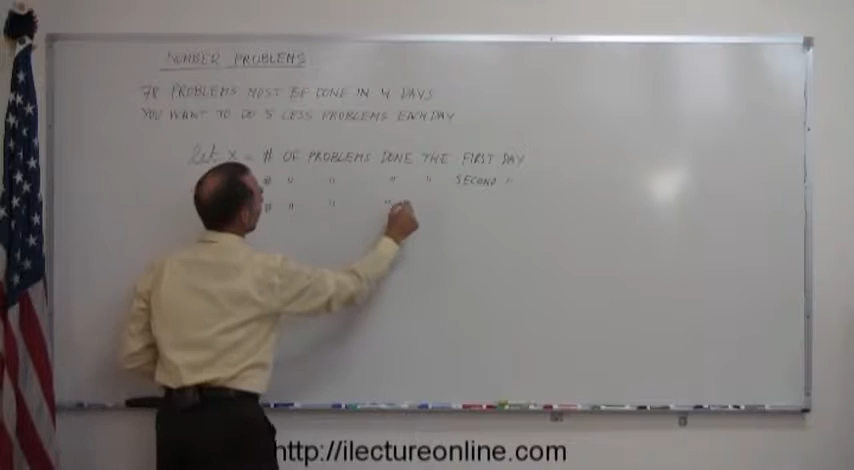 NUMBER PROBLEMS
78 PROBLEMS MUST BE DONE IN 4 DAYS
YOU WANT TO DO 5 LESS PROBLEMS EACH DAY
let X = # OF PROBLEMS DONE THE FIRST DAY
# " " " " SECOND "
# " " "
http://ilectureonline.com